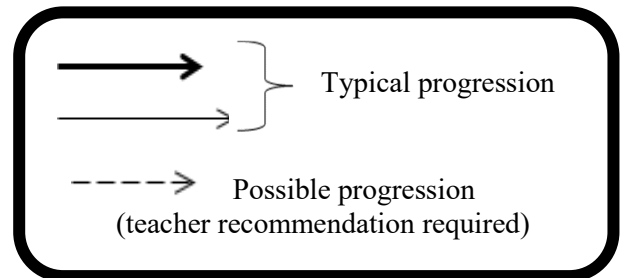 Typical progression
Possible progression
(teacher recommendation required)